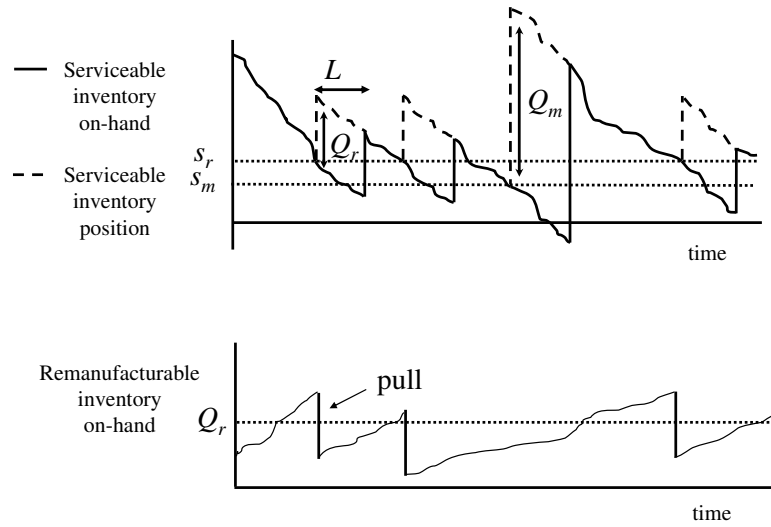 Serviceable
inventory
on-hand
L
Q_r
Q_m
s_r
s_m
Serviceable
inventory
position
time
Remanufacturable
inventory
on-hand
pull
Q_r
time